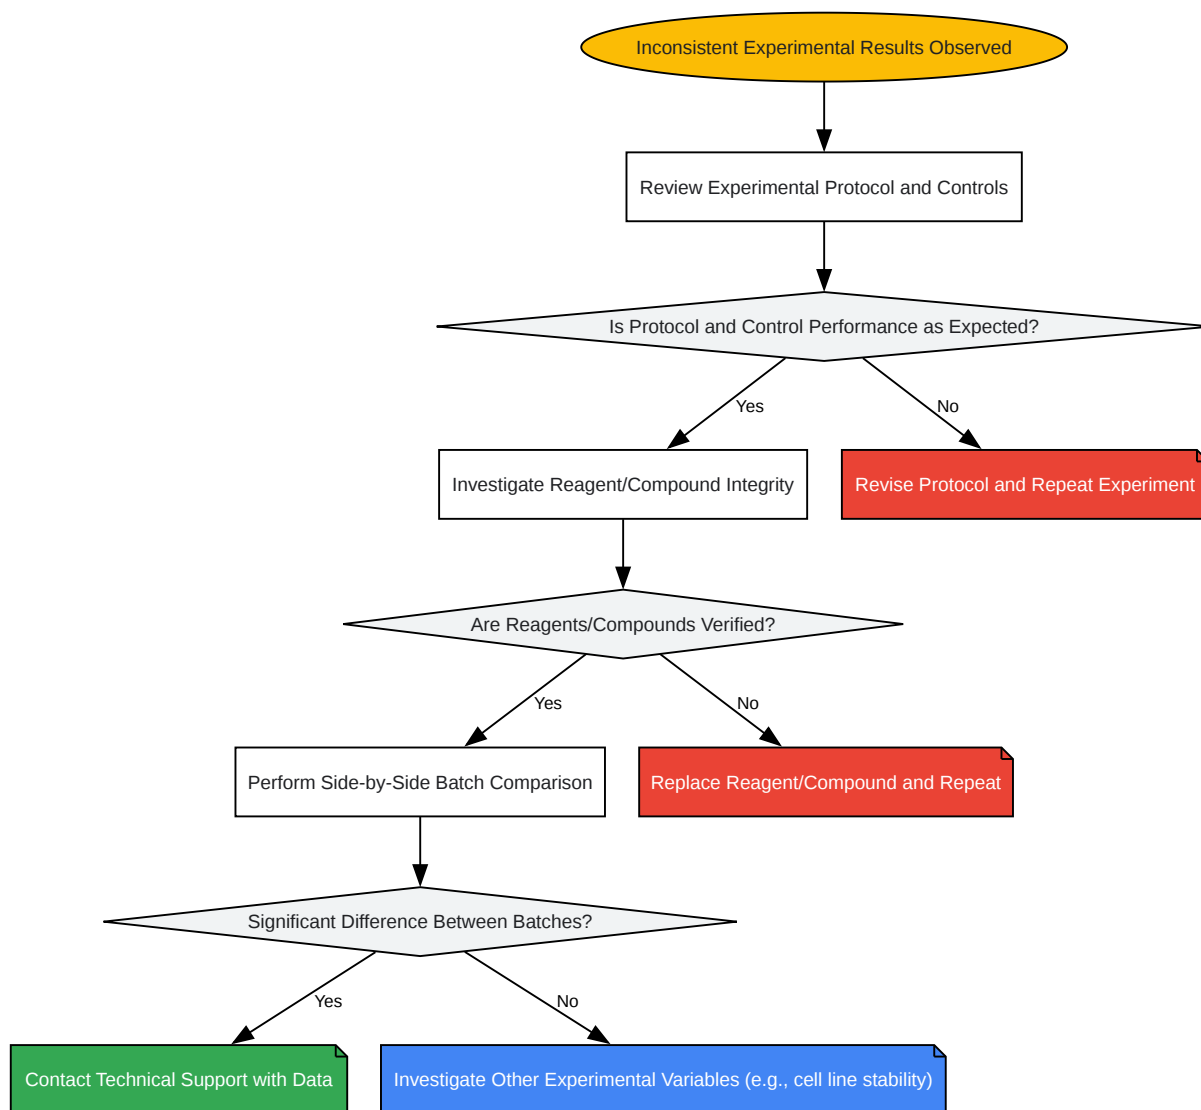 Inconsistent Experimental Results Observed
Review Experimental Protocol and Controls
Is Protocol and Control Performance as Expected?
Yes
No
Investigate Reagent/Compound Integrity
Revise Protocol and Repeat Experiment
Are Reagents/Compounds Verified?
Yes
No
Perform Side-by-Side Batch Comparison
Replace Reagent/Compound and Repeat
Significant Difference Between Batches?
Yes
No
Contact Technical Support with Data
Investigate Other Experimental Variables (e.g., cell line stability)